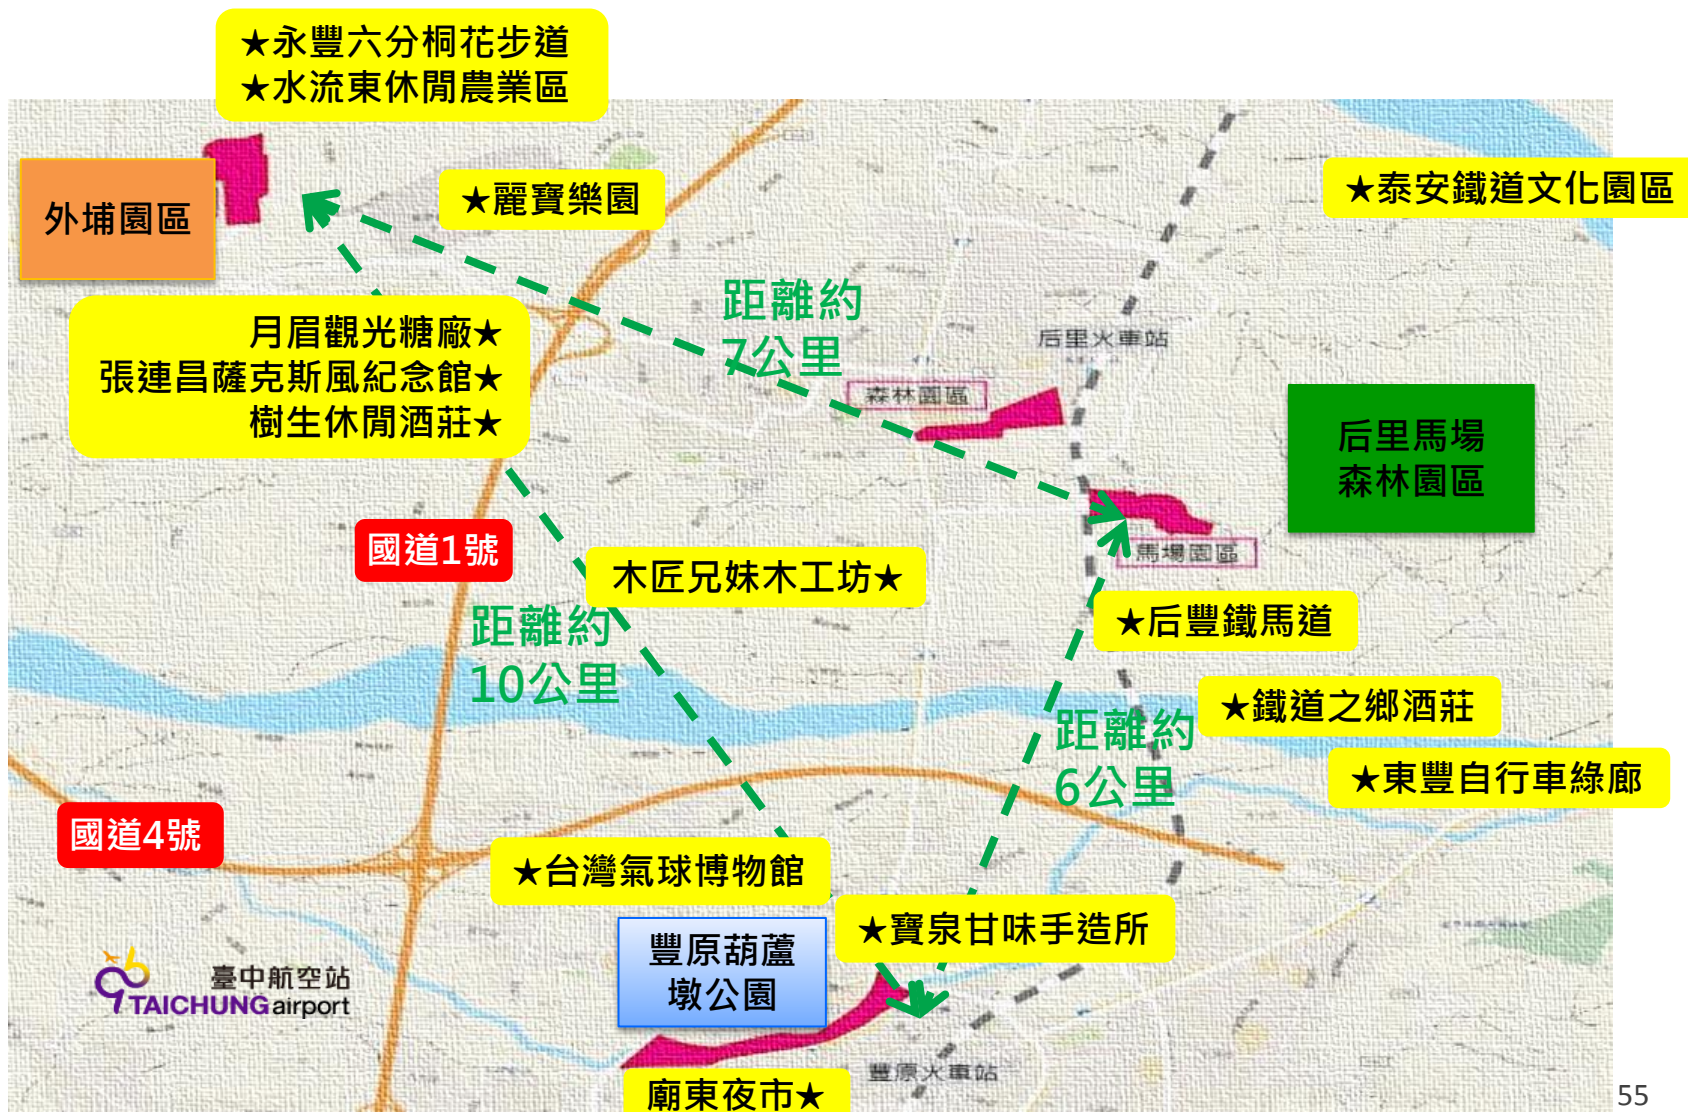 ★永豐六分桐花步道
★水流東休閒農業區
外埔園區
★麗寶樂園
★泰安鐵道文化園區
距離約
7公里
后里火車站
月眉觀光糖廠★
張連昌薩克斯風紀念館★
樹生休閒酒莊★
森林園區
后里馬場
森林園區
國道1號
馬場園區
木匠兄妹木工坊★
距離約
10公里
★后豐鐵馬道
★鐵道之鄉酒莊
距離約
6公里
★東豐自行車綠廊
國道4號
★台灣氣球博物館
★寶泉甘味手造所
豐原葫蘆
墩公園
臺中航空站
TAICHUNG airport
豐原火車站
廟東夜市★
55